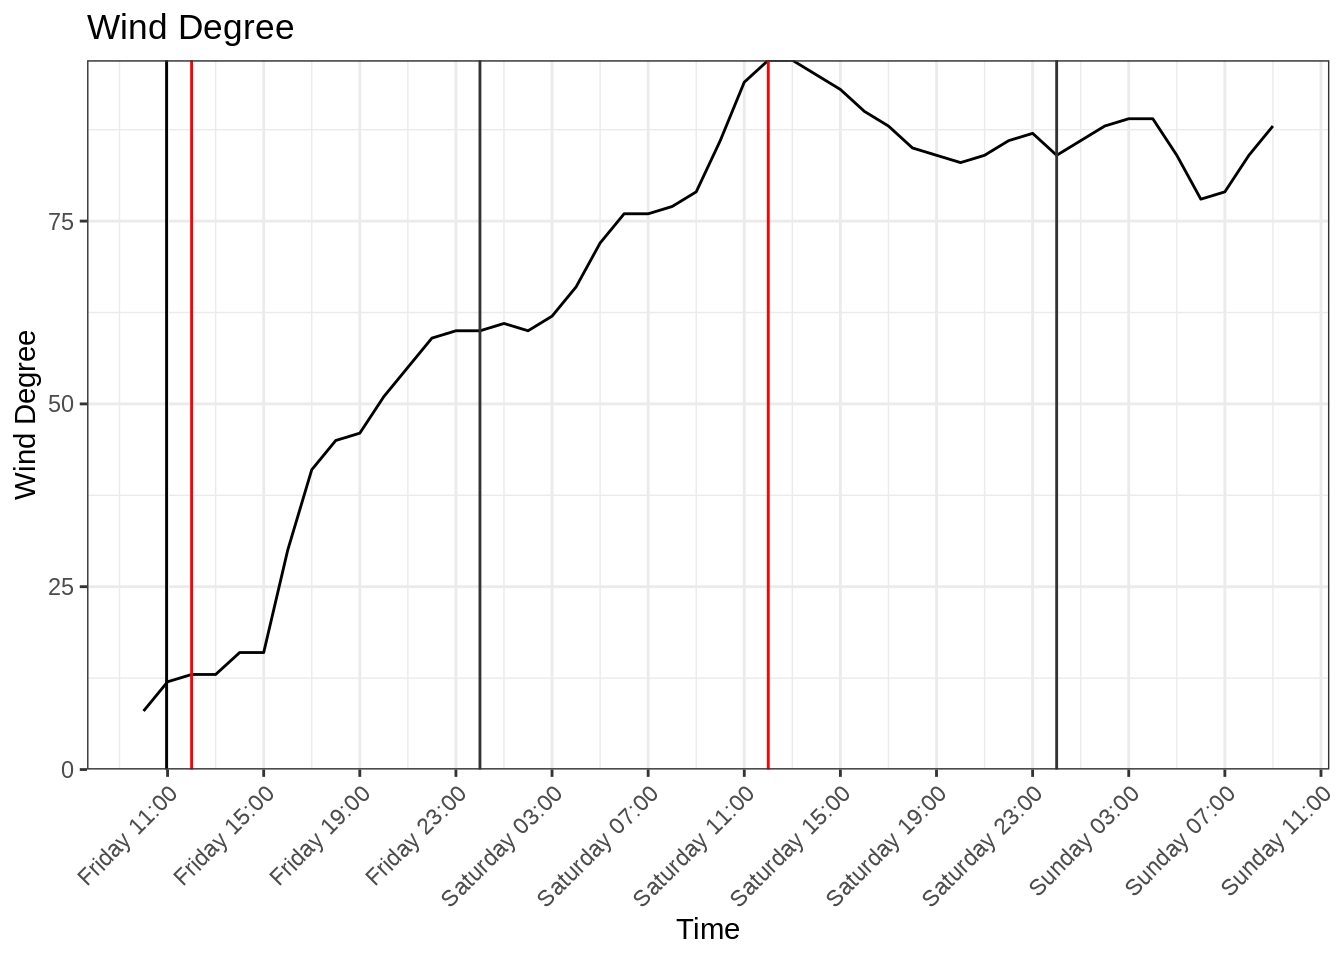 Wind Degree
Wind Degree
75
50
25
0
Friday 11:00
Friday 15:00
Friday 19:00
Friday 23:00
Saturday 03:00
Saturday 07:00
Saturday 11:00
Saturday 15:00
Saturday 19:00
Saturday 23:00
Sunday 03:00
Sunday 07:00
Sunday 11:00
Time